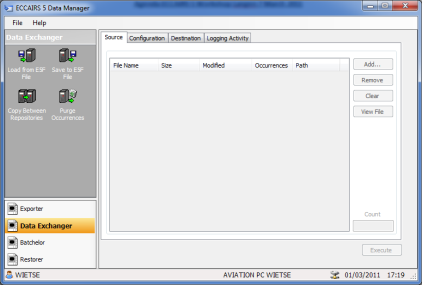 ECCAIRS 5 Data Manager
File Help
Data Exchanger
Load from E5F File
Save to E5F File
Copy Between Repositories
Purge Occurrences
Exporter
Data Exchanger
Batchelor
Restorer
Source Configuration Destination Logging Activity
File Name Size Modified Occurrences Path
Add...
Remove
Clear
View File
Count
Execute
WIETSE AVIATION PC WIETSE 01/03/2011 17:19